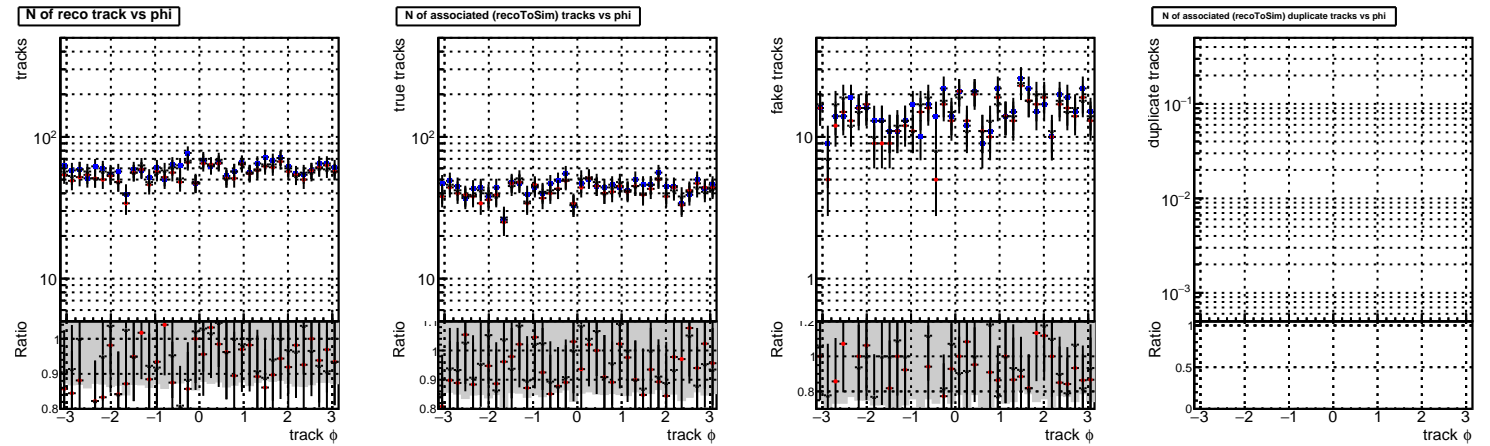 N of reco track vs phi
tracks
10²
10
Ratio
1
0.9
0.8
−3 −2 −1 0 1 2 3
track ϕ
N of associated (recoToSim) tracks vs phi
true tracks
10²
10
Ratio
1.1
1
0.9
0.8
−3 −2 −1 0 1 2 3
track ϕ
fake tracks
10
1
Ratio
1.2
1
0.8
−3 −2 −1 0 1 2 3
track ϕ
N of associated (recoToSim) duplicate tracks vs phi
duplicate tracks
10⁻¹
10⁻²
10⁻³
Ratio
1
0.5
0
−3 −2 −1 0 1 2 3
track ϕ